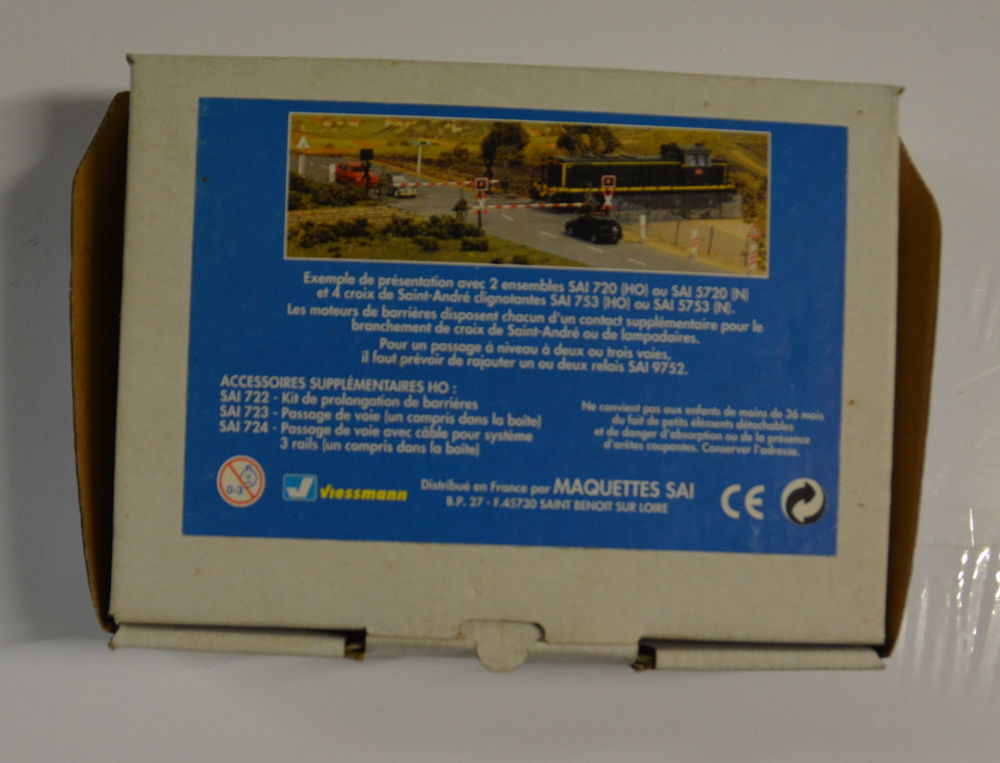 Exemple de présentation avec 2 ensembles SAI 720 (HO) ou SAI 5720 (N)
et 4 croix de Saint-André clignotantes SAI 753 (HO) ou SAI 5753 (N).
Les moteurs de barrières disposent chacun d'un contact supplémentaire pour le
branchement de croix de Saint-André ou de lampadaires.
Pour un passage à niveau à deux ou trois voies,
il faut prévoir de rajouter un ou deux relais SAI 9752.
ACCESSOIRES SUPPLÉMENTAIRES HO :
SAI 722 - Kit de prolongation de barrières
SAI 723 - Passage de voie (un compris dans la boîte)
SAI 724 - Passage de voie avec câble pour système
3 rails (un compris dans la boîte)
Ne convient pas aux enfants de moins de 36 mois
du fait de petits éléments détachables
et de danger d'absorption ou de la présence
d'arêtes coupantes. Conserver l'adresse.
0-3
viessmann
Distribué en France par MAQUETTES SAI
B.P. 27 - F.45730 SAINT BENOIT SUR LOIRE
CE